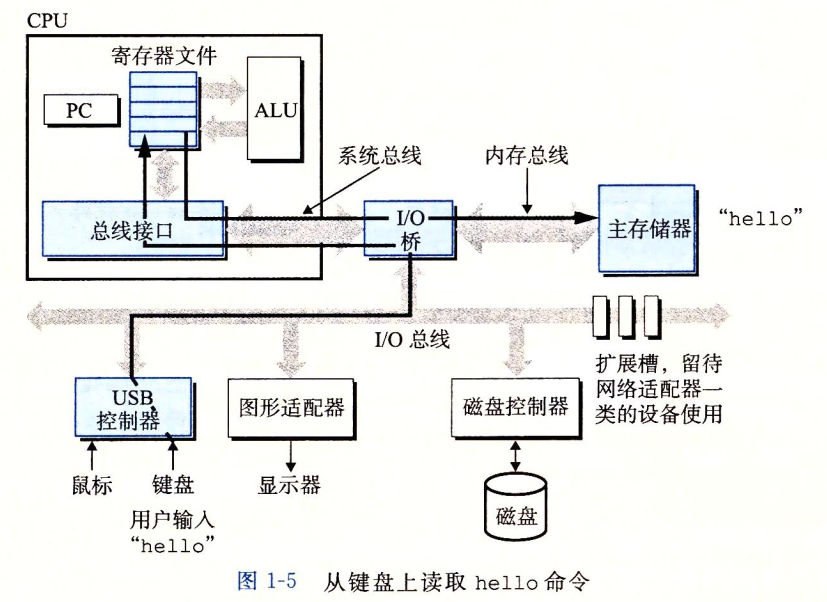 CPU
寄存器文件
PC
ALU
系统总线
内存总线
总线接口
I/O
桥
主存储器
“hello”
I/O 总线
扩展槽，留待
网络适配器一
类的设备使用
USB
控制器
图形适配器
磁盘控制器
鼠标
键盘
显示器
磁盘
用户输入
“hello”
图 1-5 从键盘上读取 hello 命令